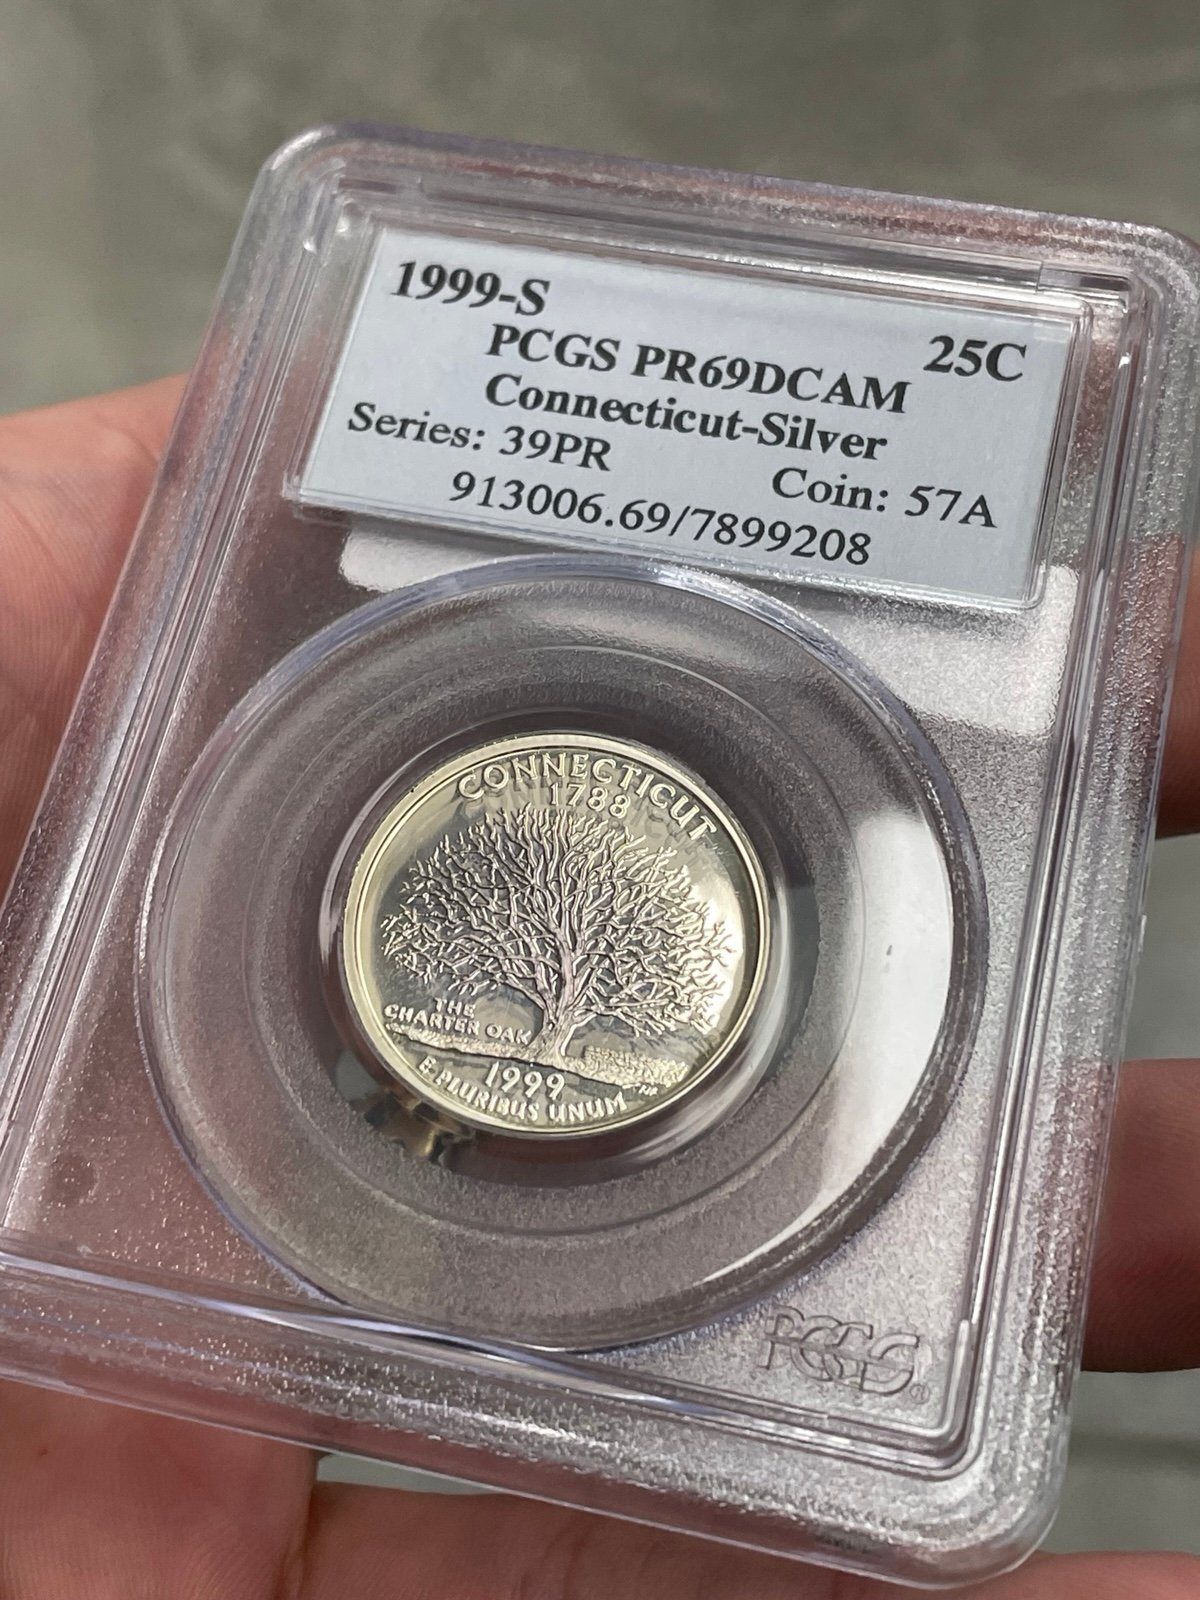 1999-S
25C
PCGS PR69DCAM
Connecticut-Silver
Series: 39PR
Coin: 57A
913006.69/7899208
CONNECTICUT
1788
THE
CHARTER OAK
1999
E PLURIBUS UNUM
PCGS®